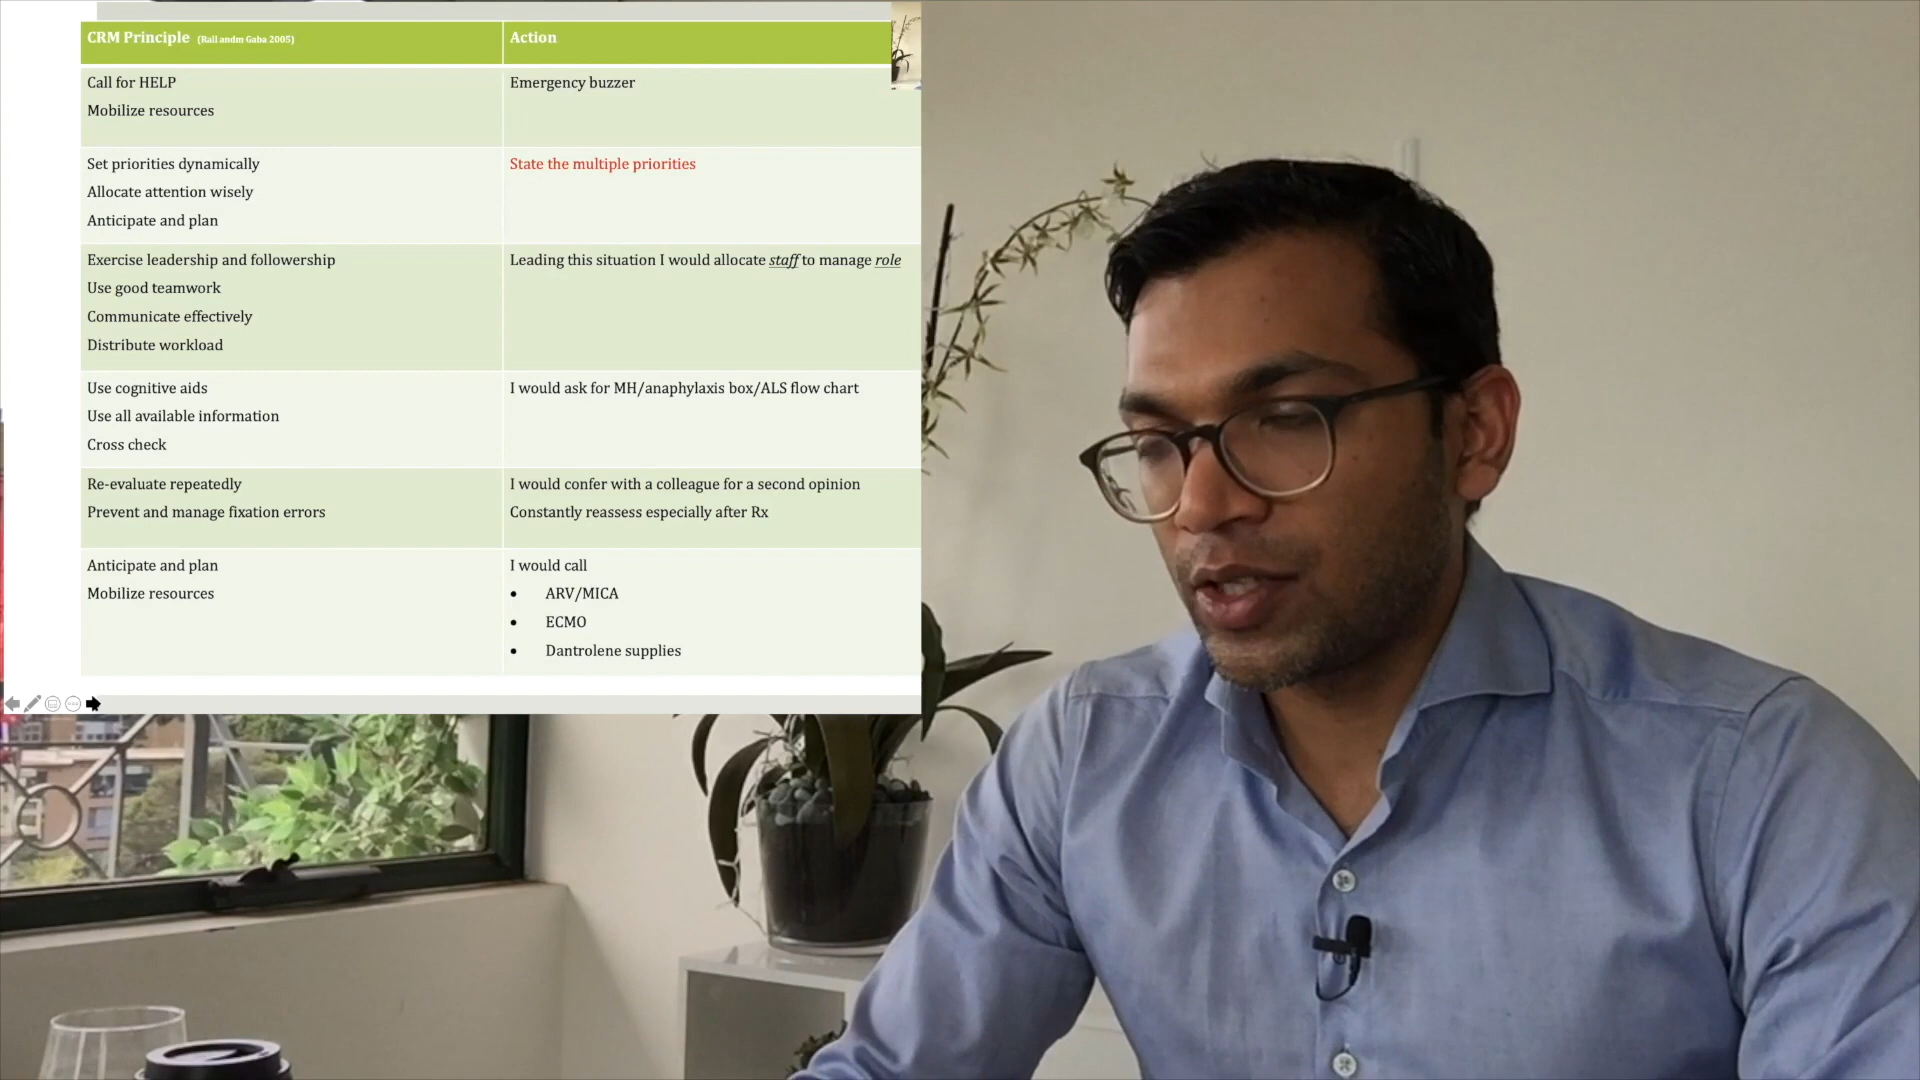 CRM Principle (Rall andm Gaba 2005)
Action
Call for HELP
Mobilize resources
Emergency buzzer
Set priorities dynamically
Allocate attention wisely
Anticipate and plan
State the multiple priorities
Exercise leadership and followership
Use good teamwork
Communicate effectively
Distribute workload
Leading this situation I would allocate staff to manage role
Use cognitive aids
Use all available information
Cross check
I would ask for MH/anaphylaxis box/ALS flow chart
Re-evaluate repeatedly
Prevent and manage fixation errors
I would confer with a colleague for a second opinion
Constantly reassess especially after Rx
Anticipate and plan
Mobilize resources
I would call
• ARV/MICA
• ECMO
• Dantrolene supplies